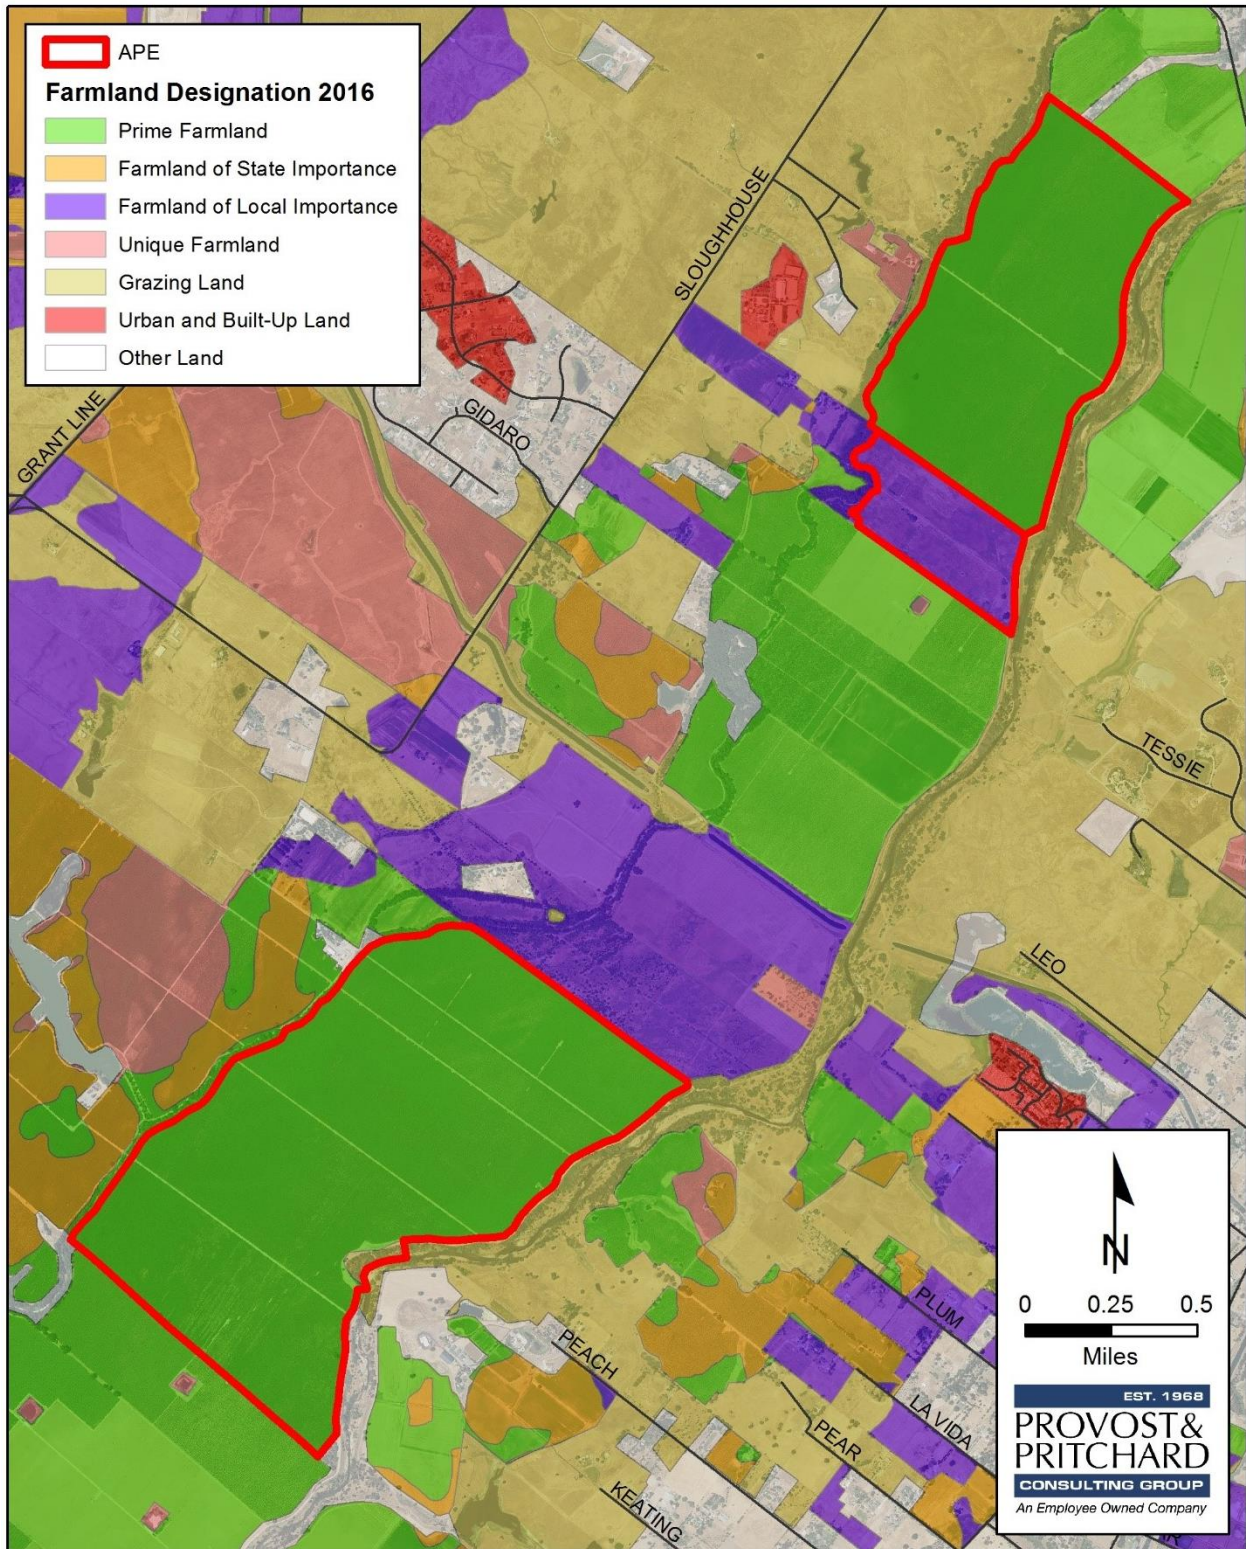 APE
Farmland Designation 2016
Prime Farmland
Farmland of State Importance
Farmland of Local Importance
Unique Farmland
Grazing Land
Urban and Built-Up Land
Other Land
SLOUGHHOUSE
GRANT LINE
GIDARO
TESSIE
LEO
PLUM
PEACH
LA VIDA
PEAR
KEATING
N
0 0.25 0.5
Miles
EST. 1968
PROVOST&
PRITCHARD
CONSULTING GROUP
An Employee Owned Company